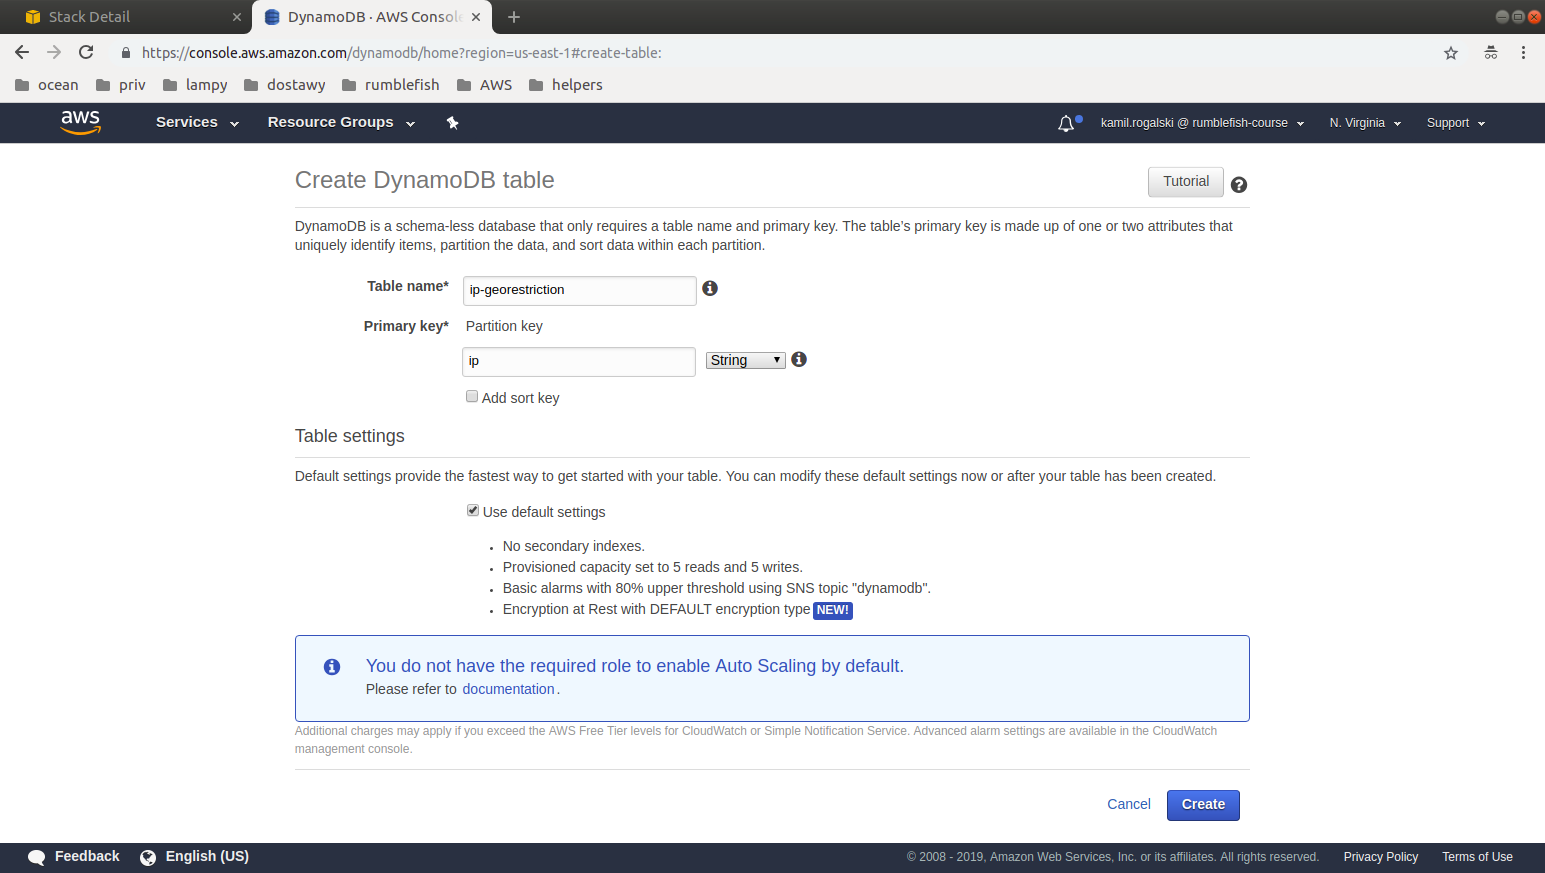 Stack Detail
DynamoDB · AWS Consol
https://console.aws.amazon.com/dynamodb/home?region=us-east-1#create-table:
ocean priv lampy dostawy rumblefish AWS helpers
aws Services Resource Groups kamil.rogalski @ rumblefish-course N. Virginia Support
Create DynamoDB table
Tutorial
DynamoDB is a schema-less database that only requires a table name and primary key. The table's primary key is made up of one or two attributes that
uniquely identify items, partition the data, and sort data within each partition.
Table name* ip-georestriction
Primary key* Partition key
ip String
Add sort key
Table settings
Default settings provide the fastest way to get started with your table. You can modify these default settings now or after your table has been created.
Use default settings
• No secondary indexes.
• Provisioned capacity set to 5 reads and 5 writes.
• Basic alarms with 80% upper threshold using SNS topic "dynamodb".
• Encryption at Rest with DEFAULT encryption type NEW!
You do not have the required role to enable Auto Scaling by default.
Please refer to documentation.
Additional charges may apply if you exceed the AWS Free Tier levels for CloudWatch or Simple Notification Service. Advanced alarm settings are available in the CloudWatch
management console.
Cancel Create
Feedback English (US) © 2008 - 2019, Amazon Web Services, Inc. or its affiliates. All rights reserved. Privacy Policy Terms of Use